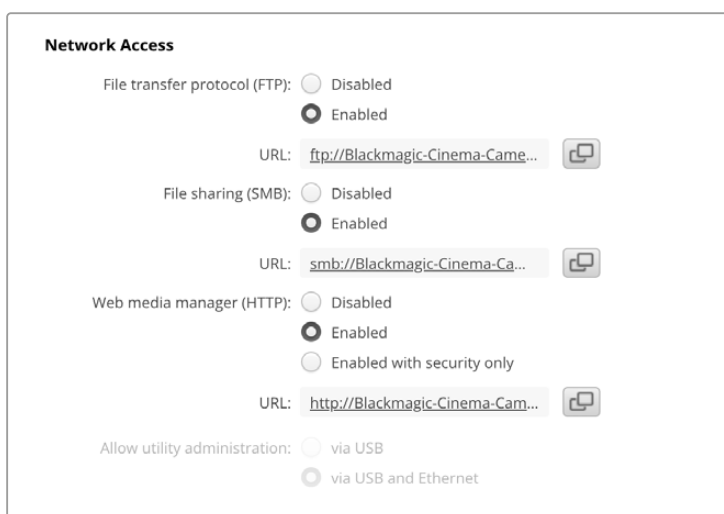 Network Access
File transfer protocol (FTP): Disabled
Enabled
URL: ftp://Blackmagic-Cinema-Came...
File sharing (SMB): Disabled
Enabled
URL: smb://Blackmagic-Cinema-Ca...
Web media manager (HTTP): Disabled
Enabled
Enabled with security only
URL: http://Blackmagic-Cinema-Cam...
Allow utility administration: via USB
via USB and Ethernet